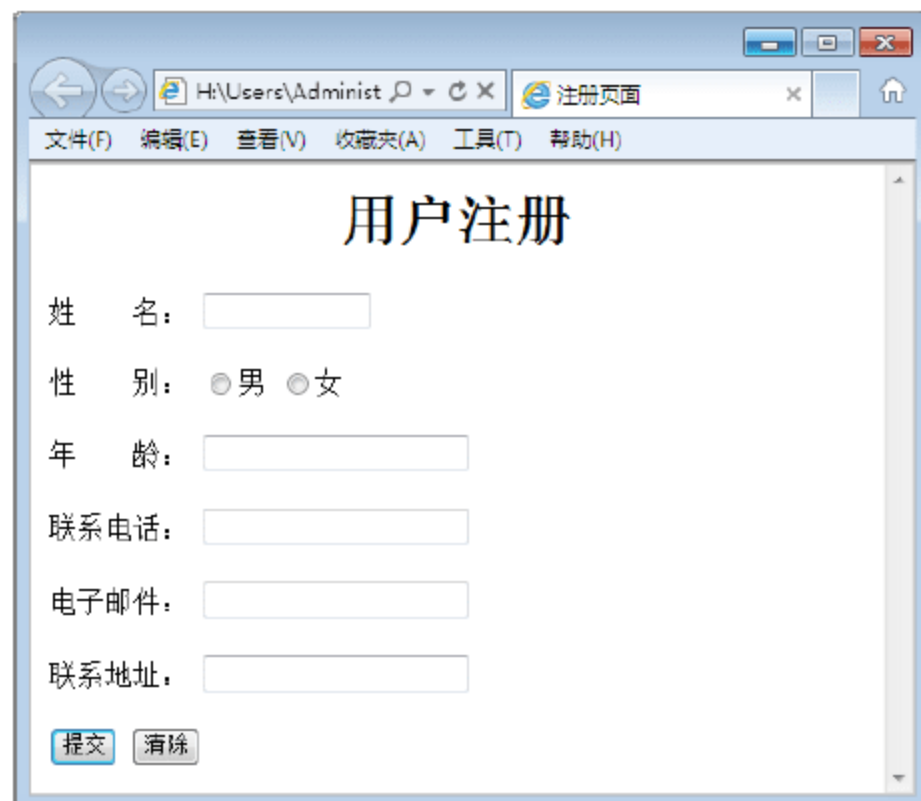 H:\Users\Administ 注册页面
文件(F) 编辑(E) 查看(V) 收藏夹(A) 工具(T) 帮助(H)
用户注册
姓 名：
性 别： 男 女
年 龄：
联系电话：
电子邮件：
联系地址：
提交 清除